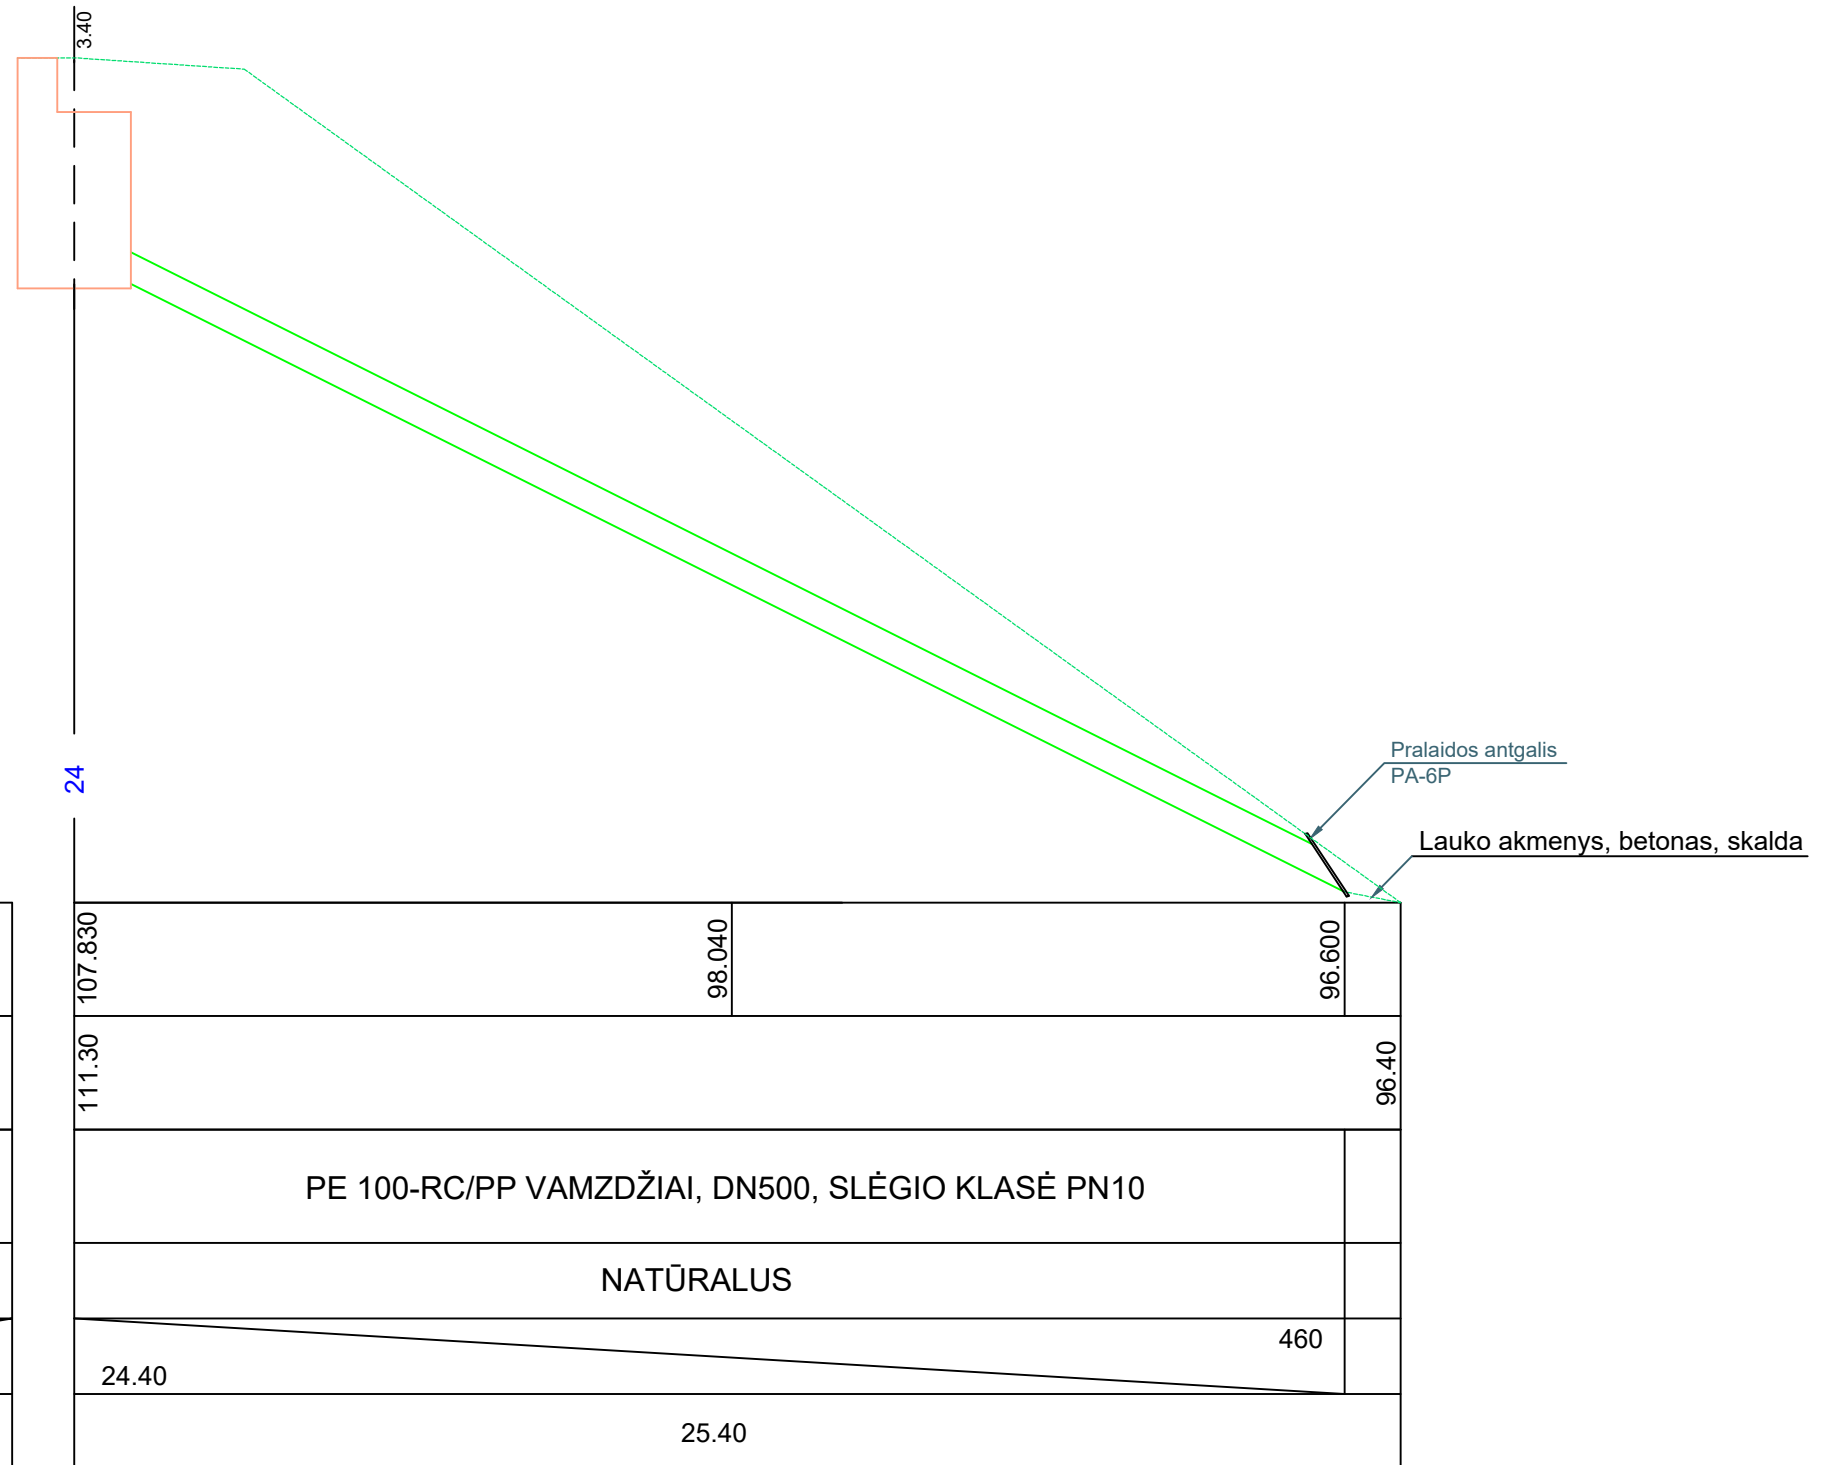 3.40
24
Pralaidos antgalis
PA-6P
Lauko akmenys, betonas, skalda
107.830
98.040
96.600
111.30
96.40
PE 100-RC/PP VAMZDŽIAI, DN500, SLĖGIO KLASĖ PN10
NATŪRALUS
460
24.40
25.40